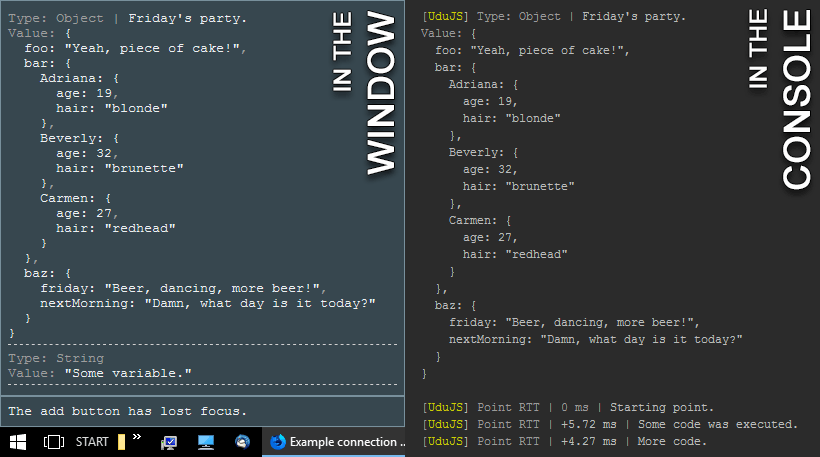 Type: Object | Friday's party.
Value: {
  foo: "Yeah, piece of cake!",
  bar: {
    Adriana: {
      age: 19,
      hair: "blonde"
    },
    Beverly: {
      age: 32,
      hair: "brunette"
    },
    Carmen: {
      age: 27,
      hair: "redhead"
    }
  },
  baz: {
    friday: "Beer, dancing, more beer!",
    nextMorning: "Damn, what day is it today?"
  }
}
Type: String
Value: "Some variable."
The add button has lost focus.
START
»
Example connection ..
IN THE
WINDOW
[UduJS] Type: Object | Friday's party.
Value: {
  foo: "Yeah, piece of cake!",
  bar: {
    Adriana: {
      age: 19,
      hair: "blonde"
    },
    Beverly: {
      age: 32,
      hair: "brunette"
    },
    Carmen: {
      age: 27,
      hair: "redhead"
    }
  },
  baz: {
    friday: "Beer, dancing, more beer!",
    nextMorning: "Damn, what day is it today?"
  }
}
[UduJS] Point RTT | 0 ms | Starting point.
[UduJS] Point RTT | +5.72 ms | Some code was executed.
[UduJS] Point RTT | +4.27 ms | More code.
IN THE
CONSOLE